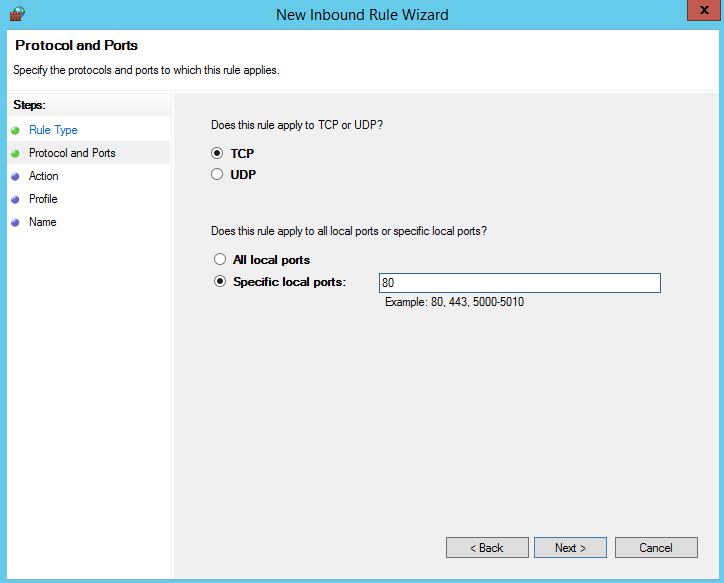 New Inbound Rule Wizard
x
Protocol and Ports
Specify the protocols and ports to which this rule applies.
Steps:
Rule Type
Protocol and Ports
Action
Profile
Name
Does this rule apply to TCP or UDP?
TCP
UDP
Does this rule apply to all local ports or specific local ports?
All local ports
Specific local ports: 80
Example: 80, 443, 5000-5010
< Back Next > Cancel